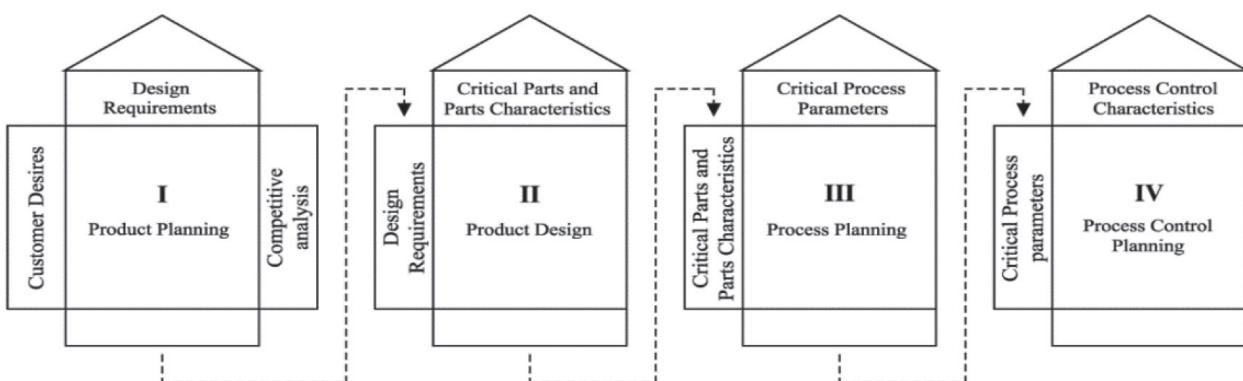 Design
Requirements
Customer Desires
I
Product Planning
Competitive
analysis
Critical Parts and
Parts Characteristics
Design
Requirements
II
Product Design
Critical Process
Parameters
Critical Parts and
Parts Characteristics
III
Process Planning
Process Control
Characteristics
Critical Process
parameters
IV
Process Control
Planning